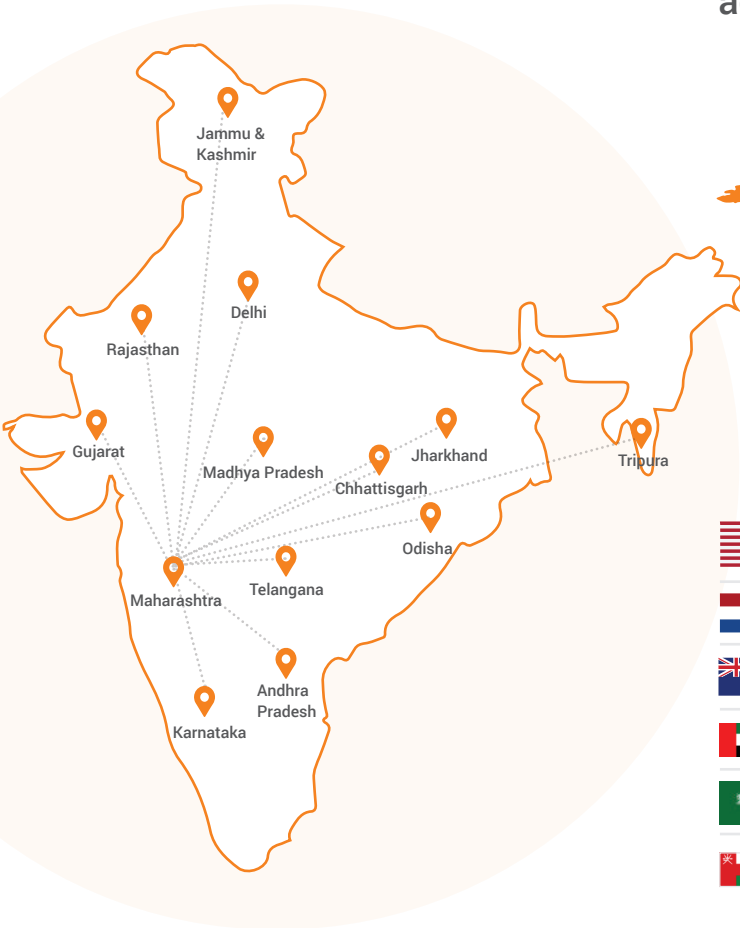 a
Jammu &
Kashmir
Delhi
Rajasthan
Gujarat
Madhya Pradesh
Jharkhand
Chhattisgarh
Tripura
Odisha
Telangana
Maharashtra
Andhra
Pradesh
Karnataka